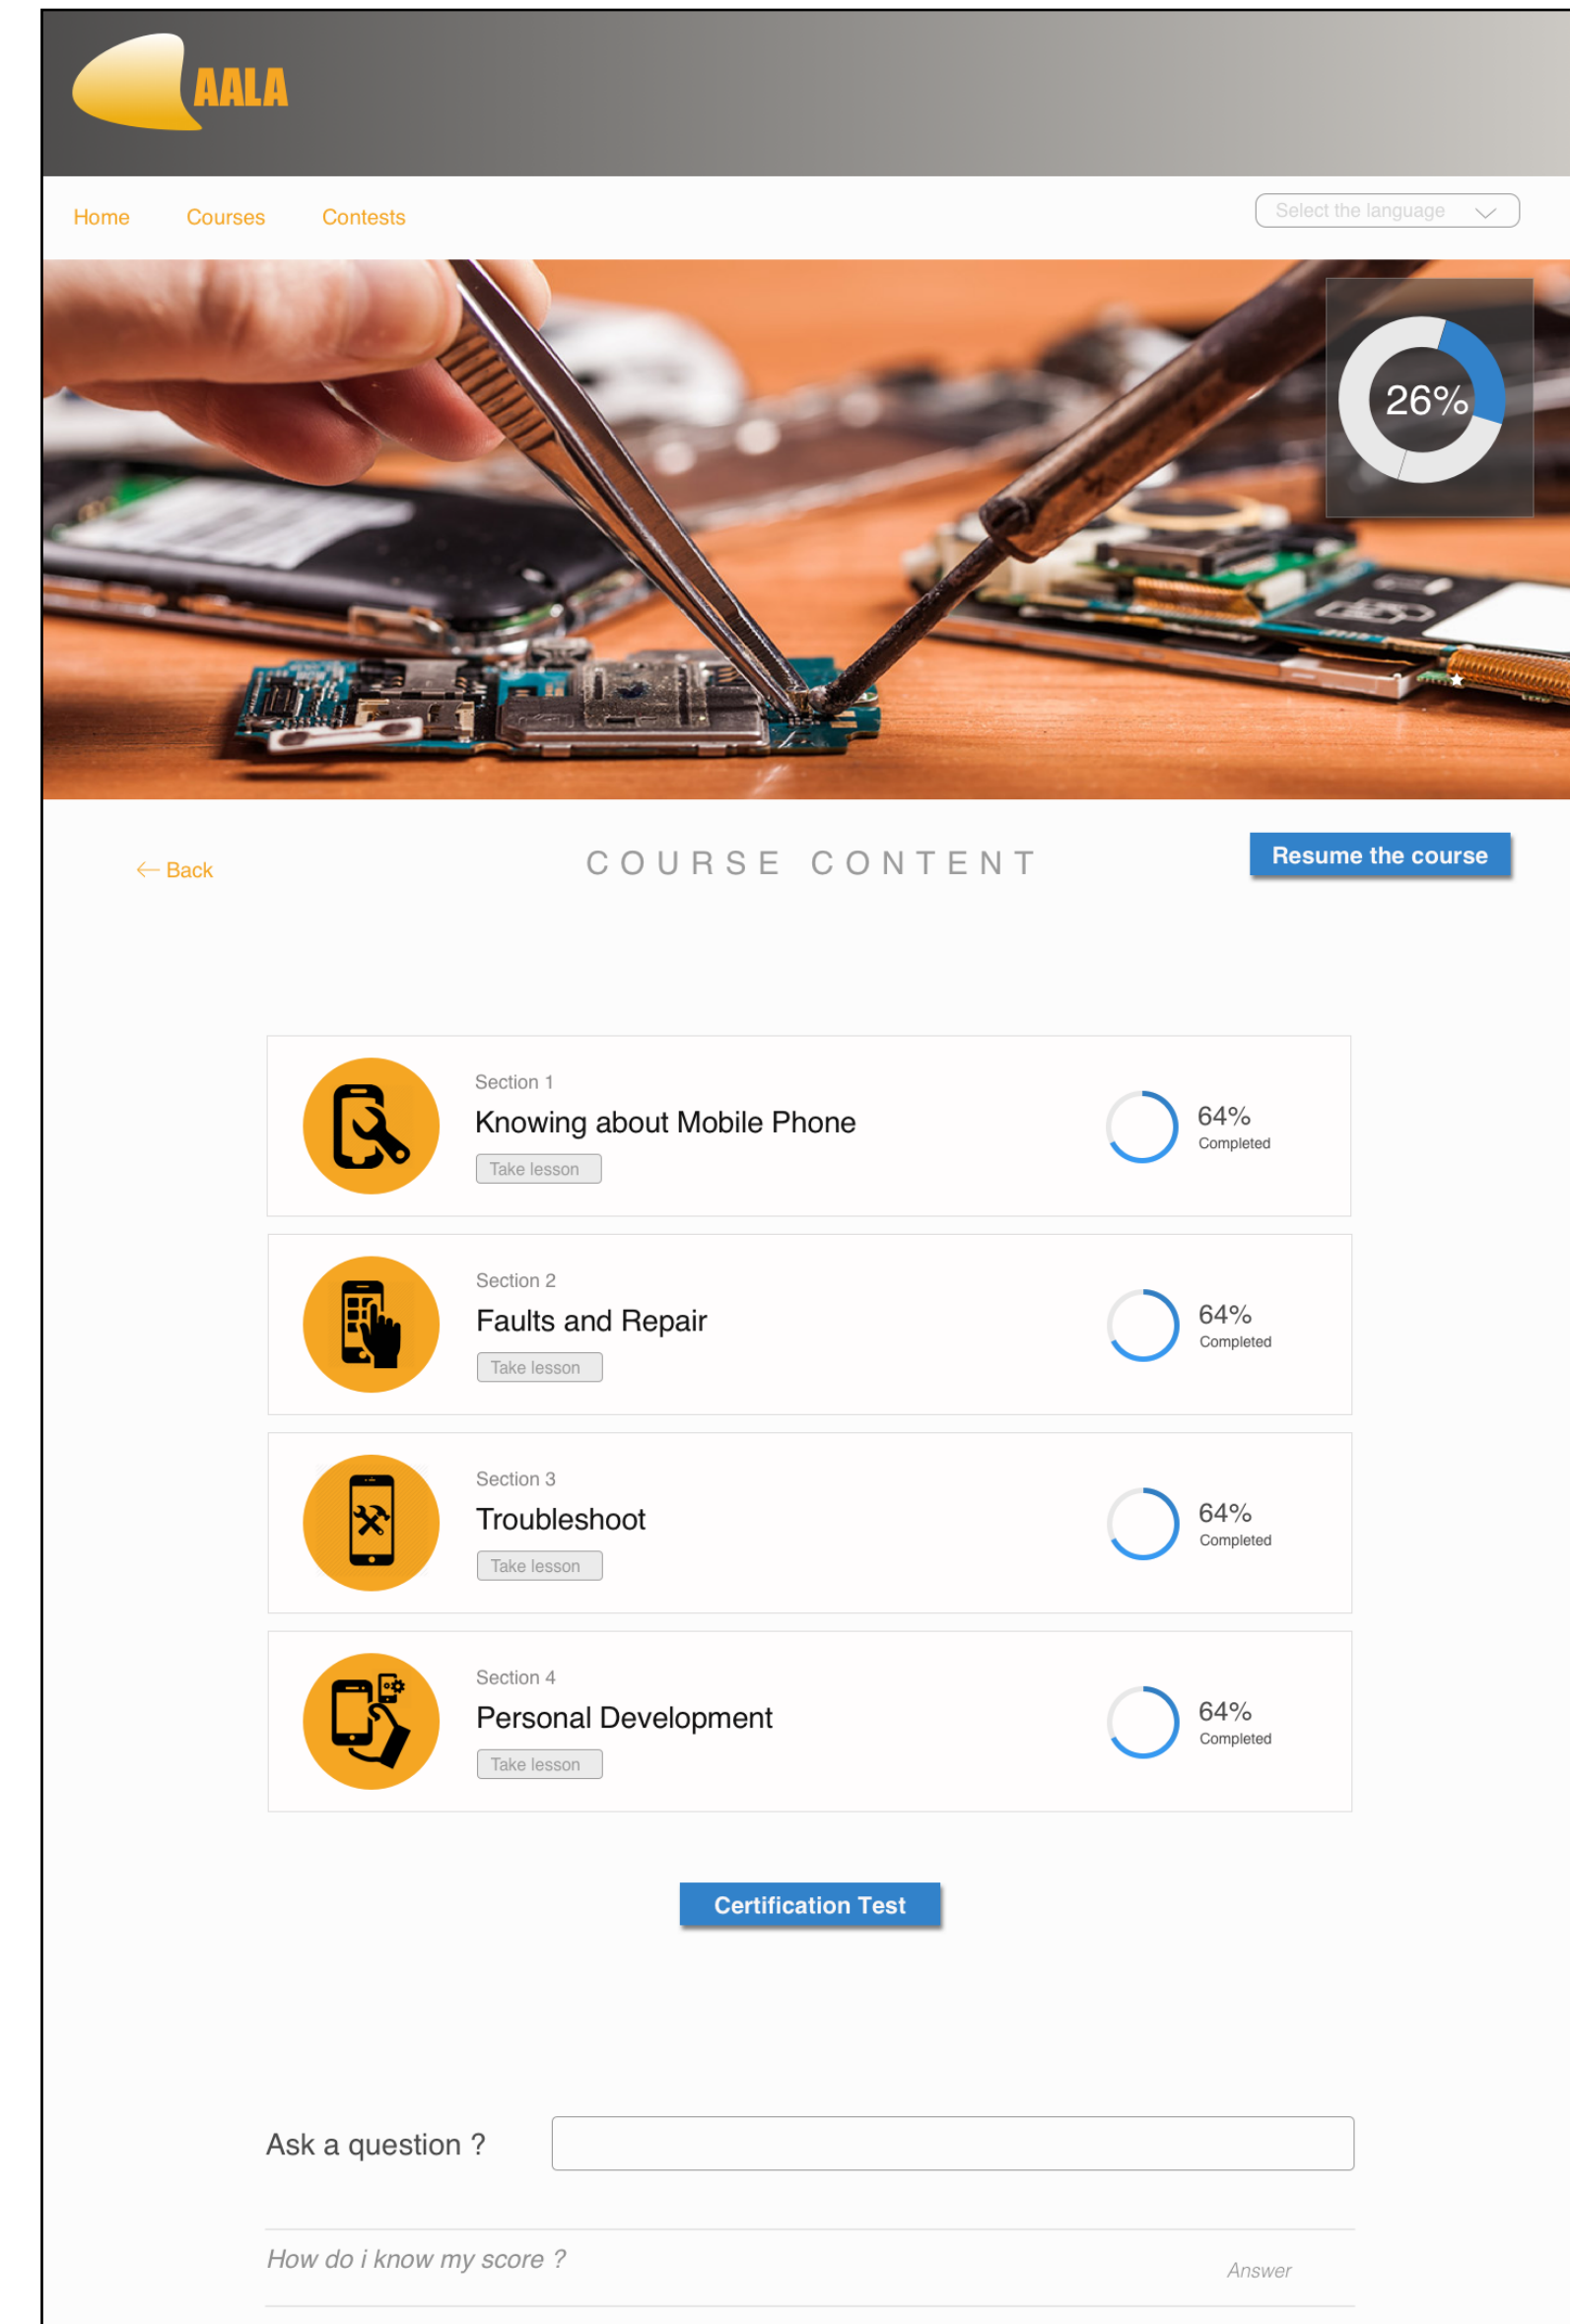 AALA
Home Courses Contests Select the language
26%
← Back COURSE CONTENT Resume the course
Section 1
Knowing about Mobile Phone
Take lesson
64%
Completed
Section 2
Faults and Repair
Take lesson
64%
Completed
Section 3
Troubleshoot
Take lesson
64%
Completed
Section 4
Personal Development
Take lesson
64%
Completed
Certification Test
Ask a question ?
How do i know my score ?
Answer